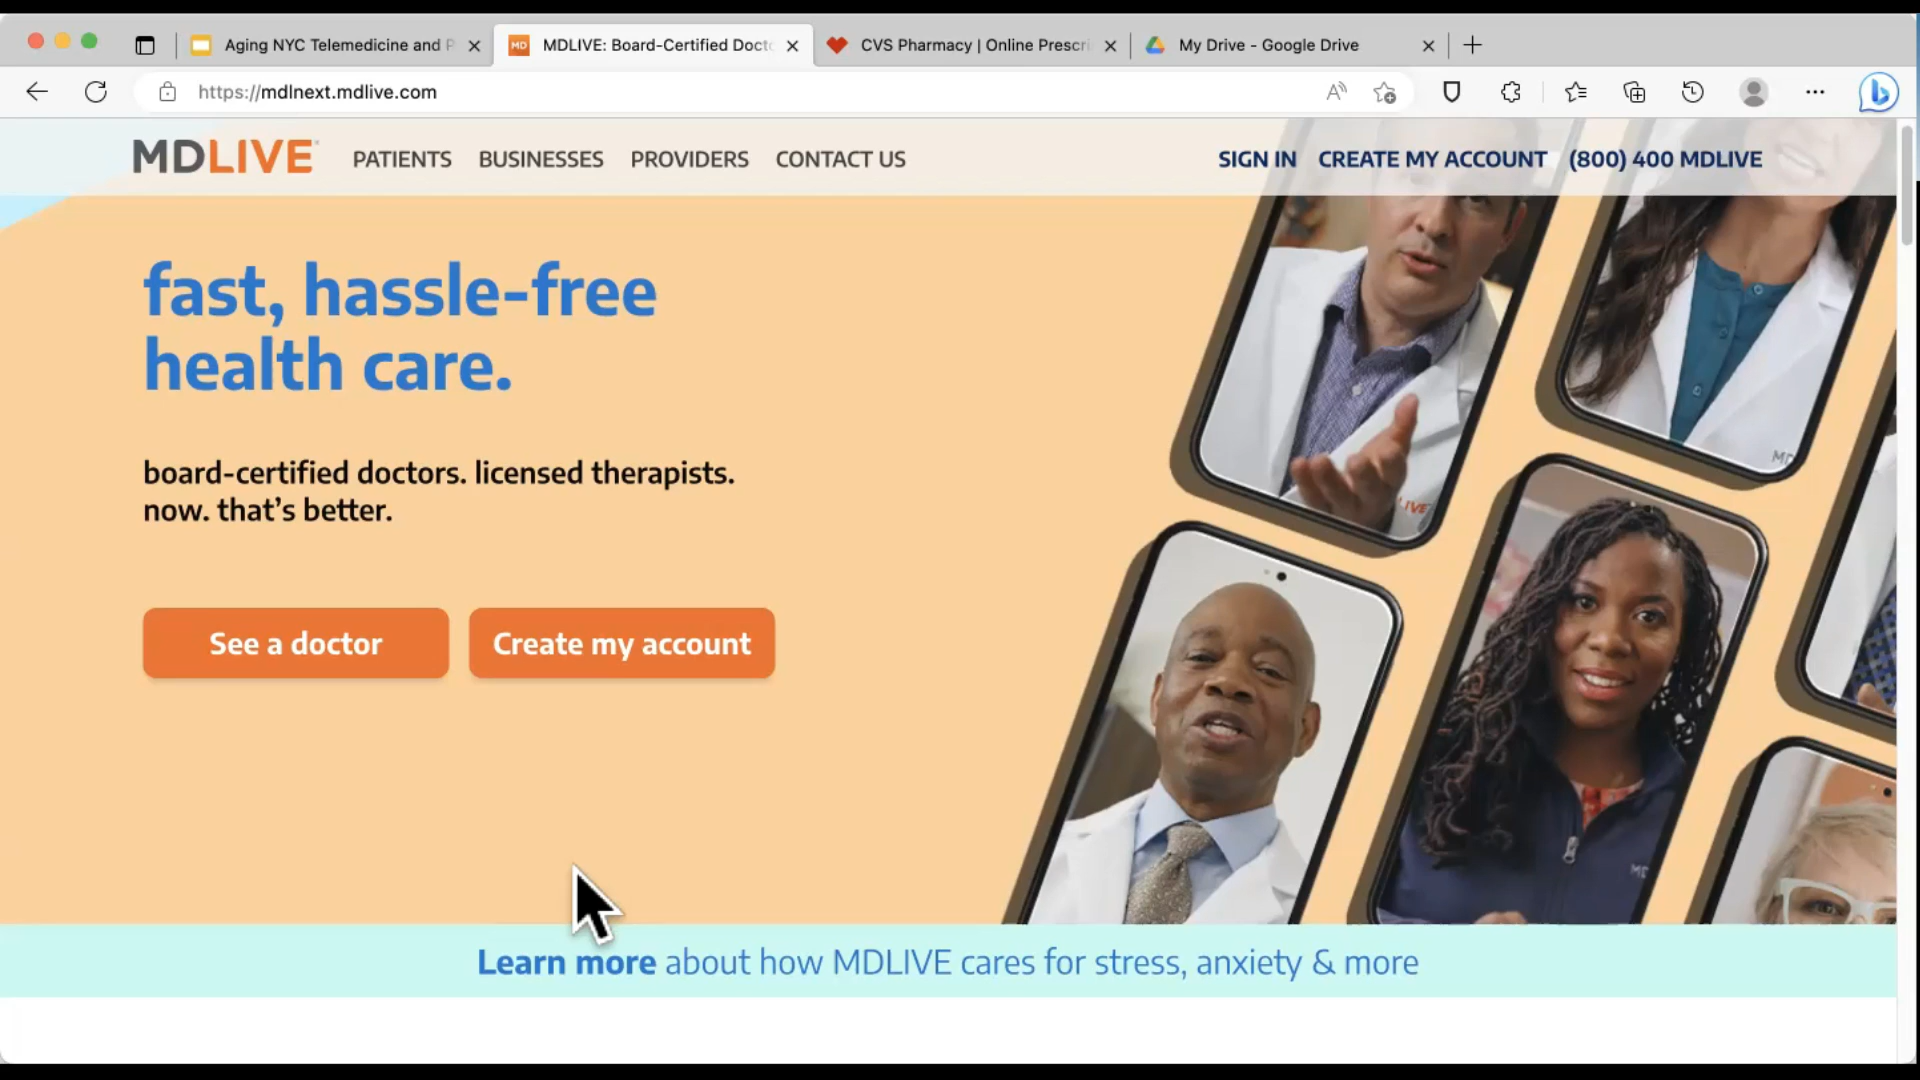 Aging NYC Telemedicine and P
MDLIVE: Board-Certified Docto
CVS Pharmacy | Online Prescri
My Drive - Google Drive
https://mdlnext.mdlive.com
MDLIVE
PATIENTS
BUSINESSES
PROVIDERS
CONTACT US
SIGN IN
CREATE MY ACCOUNT
(800) 400 MDLIVE
fast, hassle-free
health care.
board-certified doctors. licensed therapists.
now. that's better.
See a doctor
Create my account
Learn more about how MDLIVE cares for stress, anxiety & more